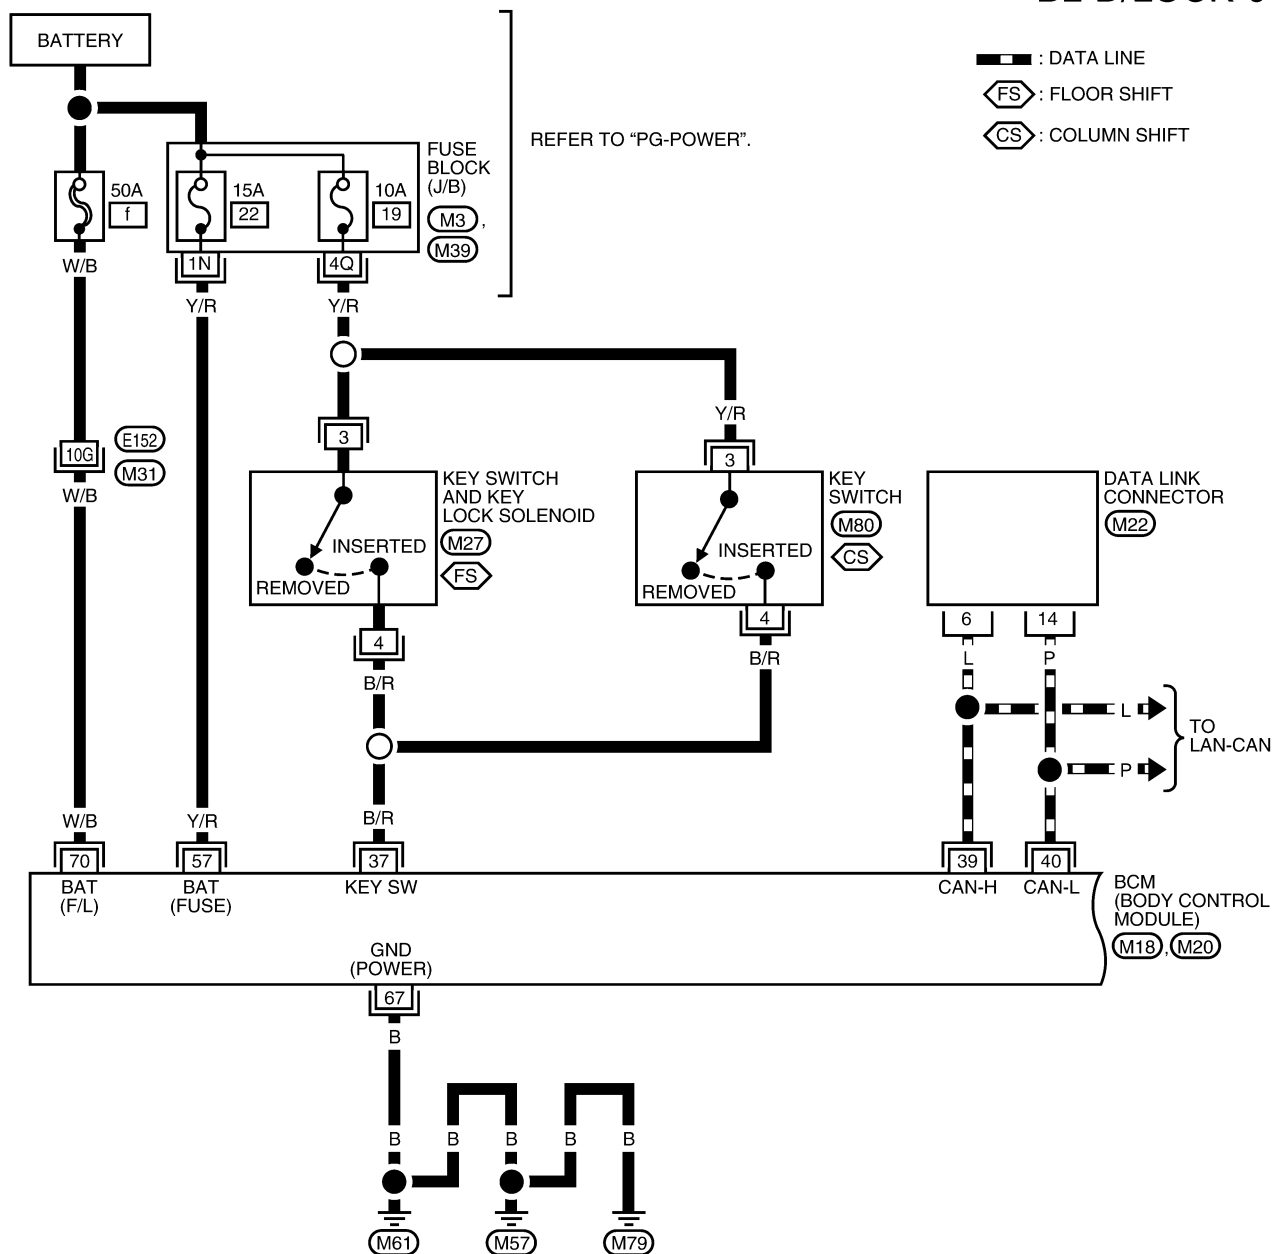 BATTERY
: DATA LINE
FS : FLOOR SHIFT
CS : COLUMN SHIFT
REFER TO “PG-POWER”.
FUSE
BLOCK
(J/B)
M3 ,
M39
50A
f
15A
22
10A
19
1N
4Q
W/B
Y/R
Y/R
Y/R
10G
E152
M31
W/B
3
3
KEY SWITCH
AND KEY
LOCK SOLENOID
M27
FS
INSERTED
REMOVED
KEY
SWITCH
M80
CS
INSERTED
REMOVED
DATA LINK
CONNECTOR
M22
4
4
6
14
B/R
B/R
L
P
L
P
TO
LAN-CAN
W/B
Y/R
B/R
70
57
37
39
40
BAT
(F/L)
BAT
(FUSE)
KEY SW
CAN-H
CAN-L
BCM
(BODY CONTROL
MODULE)
M18 , M20
GND
(POWER)
67
B
B
B
B
B
B
M61
M57
M79